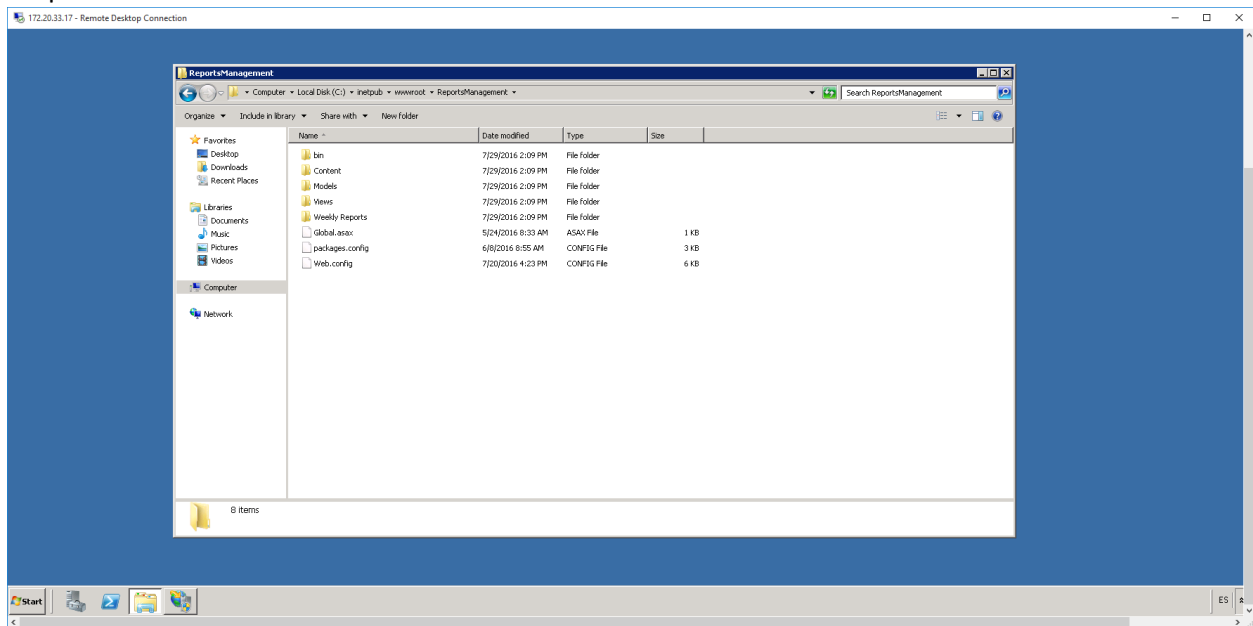 172.20.33.17 - Remote Desktop Connection
ReportsManagement
Computer Local Disk (C:) inetpub wwwroot ReportsManagement
Search ReportsManagement
Organize Include in library Share with New folder
Name Date modified Type Size
Favorites
Desktop
Downloads
Recent Places
Libraries
Documents
Music
Pictures
Videos
Computer
Network
bin 7/29/2016 2:09 PM File folder
Content 7/29/2016 2:09 PM File folder
Models 7/29/2016 2:09 PM File folder
Views 7/29/2016 2:09 PM File folder
Weekly Reports 7/29/2016 2:09 PM File folder
Global.asax 5/24/2016 8:33 AM ASAX File 1 KB
packages.config 6/8/2016 8:55 AM CONFIG File 3 KB
Web.config 7/20/2016 4:23 PM CONFIG File 6 KB
8 items
Start
ES